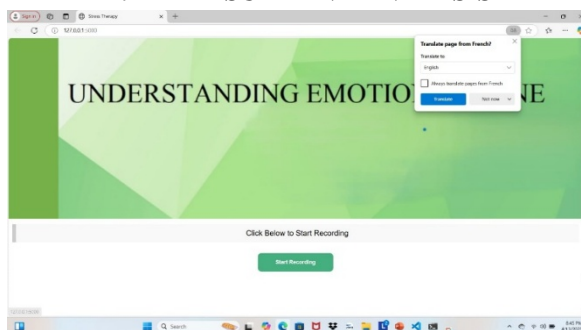 Sign in
Stress Therapy
127.0.0.1:5000
Translate page from French?
Translate to
English
Always translate pages from French
Translate
Not now
UNDERSTANDING EMOTIO NE
Click Below to Start Recording
Start Recording
Search